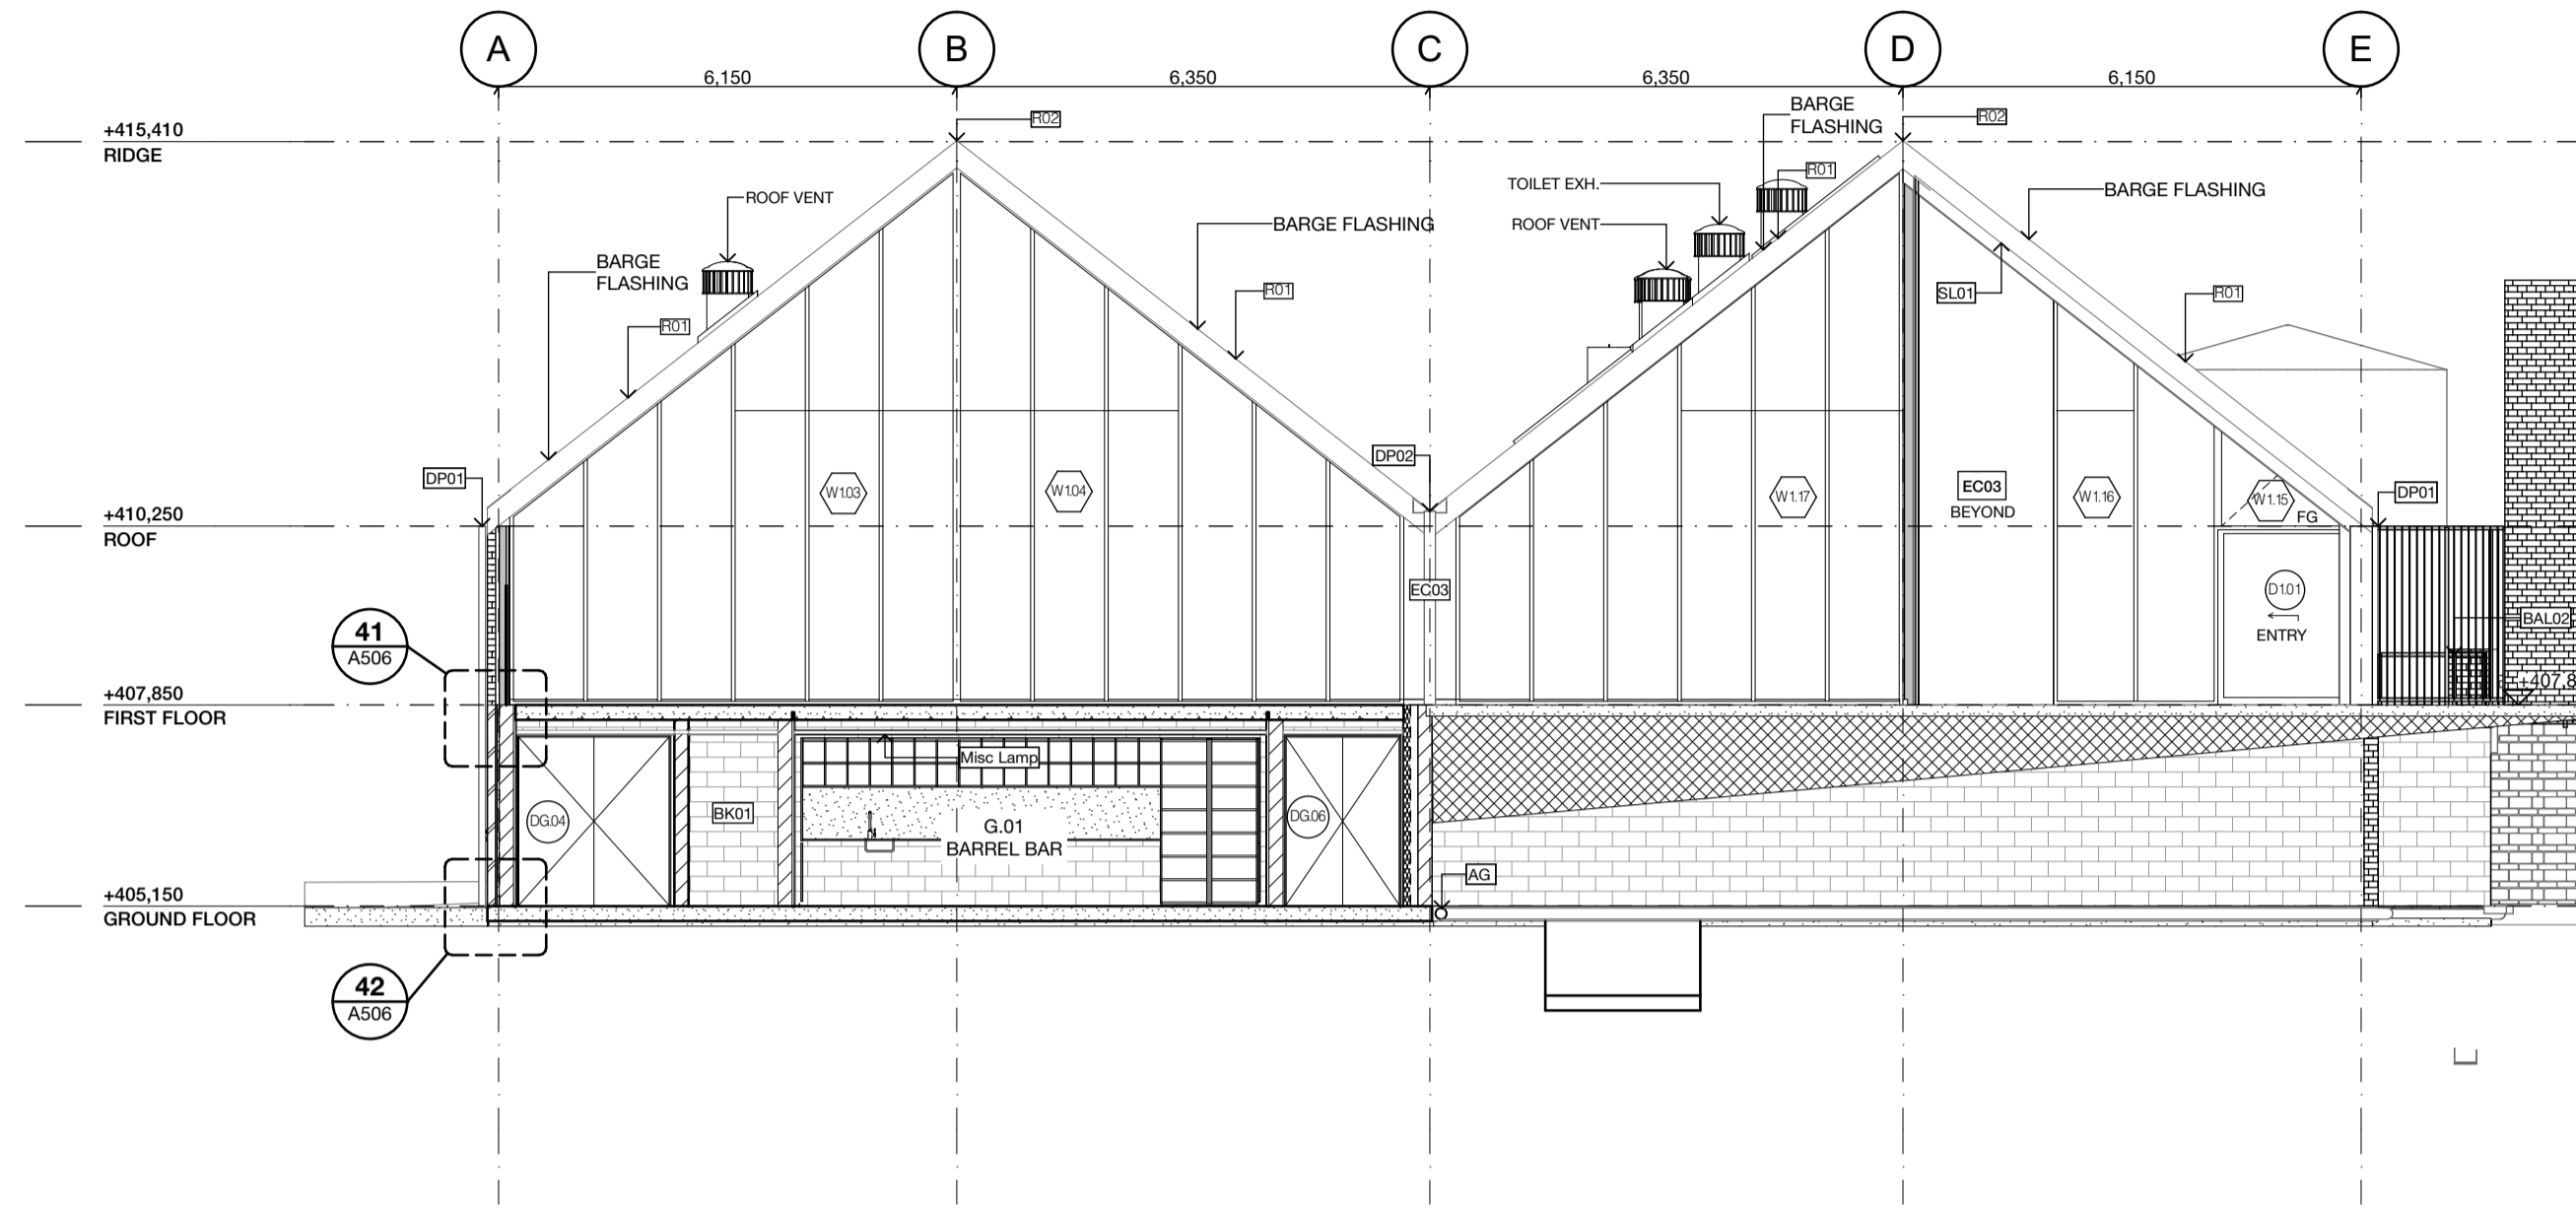 A
B
C
D
E
6,150
6,350
6,350
6,150
+415,410
RIDGE
R02
BARGE
FLASHING
R02
ROOF VENT
TOILET EXH.
R01
BARGE FLASHING
BARGE FLASHING
ROOF VENT
BARGE
FLASHING
R01
SL01
R01
R01
DP01
DP02
W1.03
W1.04
W1.17
EC03
BEYOND
W1.16
W1.15
FG
DP01
+410,250
ROOF
EC03
D1.01
ENTRY
BAL02
41
A506
+407,850
FIRST FLOOR
+407,8
Misc Lamp
DG.04
BK01
G.01
BARREL BAR
DG.06
AG
+405,150
GROUND FLOOR
42
A506